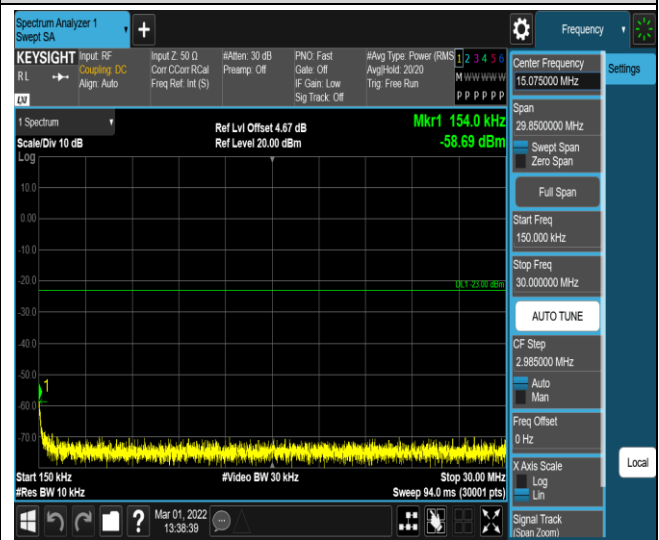 Spectrum Analyzer 1
Swept SA
+
Frequency
KEYSIGHT
R L
LXI
Input: RF
Coupling: DC
Align: Auto
Input Z: 50 Ω
Corr CCorr RCal
Freq Ref: Int (S)
#Atten: 30 dB
Preamp: Off
PNO: Fast
Gate: Off
IF Gain: Low
Sig Track: Off
#Avg Type: Power (RMS
Avg|Hold: 20/20
Trig: Free Run
1 2 3 4 5 6
M W W W W W
P P P P P P
1 Spectrum
Scale/Div 10 dB
Log
Ref Lvl Offset 4.67 dB
Ref Level 20.00 dBm
Mkr1 154.0 kHz
-58.69 dBm
10.0
0.00
-10.0
-20.0
-30.0
-40.0
-50.0
-60.0
-70.0
DL1 -23.00 dBm
1
Start 150 kHz
#Res BW 10 kHz
#Video BW 30 kHz
Stop 30.00 MHz
Sweep 94.0 ms (30001 pts)
Center Frequency
15.075000 MHz
Span
29.8500000 MHz
Swept Span
Zero Span
Full Span
Start Freq
150.000 kHz
Stop Freq
30.000000 MHz
AUTO TUNE
CF Step
2.985000 MHz
Auto
Man
Freq Offset
0 Hz
X Axis Scale
Log
Lin
Signal Track
(Span Zoom)
Settings
Local
?
Mar 01, 2022
13:38:39